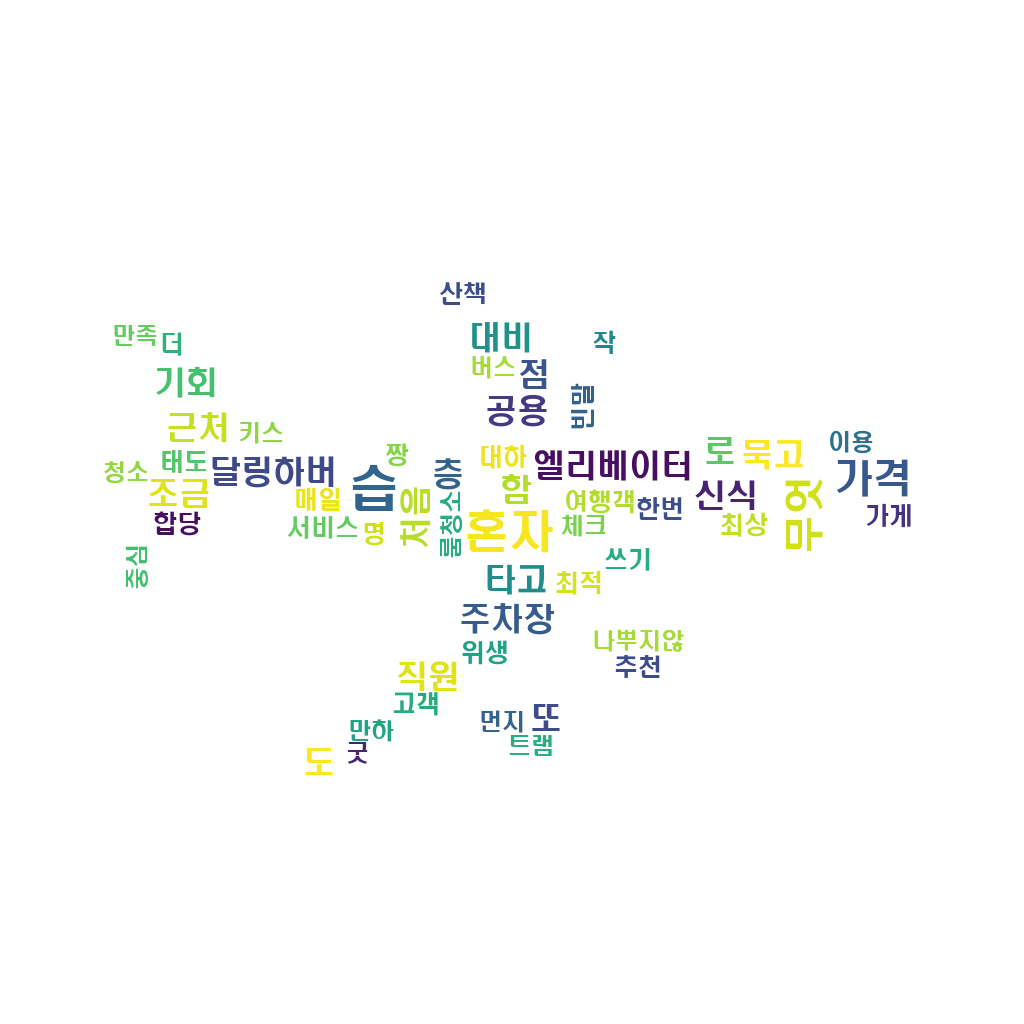 산책
만족
더
대비
작
버스
점
기회
빈말
공용
근처
키스
짱
이용
로
묵고
청소
태도
달링하버
층
대하
엘리베이터
가격
습
함
신식
조금
매일
처음
룸청소
여행객
한번
무엇
가게
합당
서비스
명
혼자
체크
최상
중심
쓰기
타고
최적
주차장
위생
나뿌지않
추천
직원
고객
만하
먼지
또
굿
트램
도